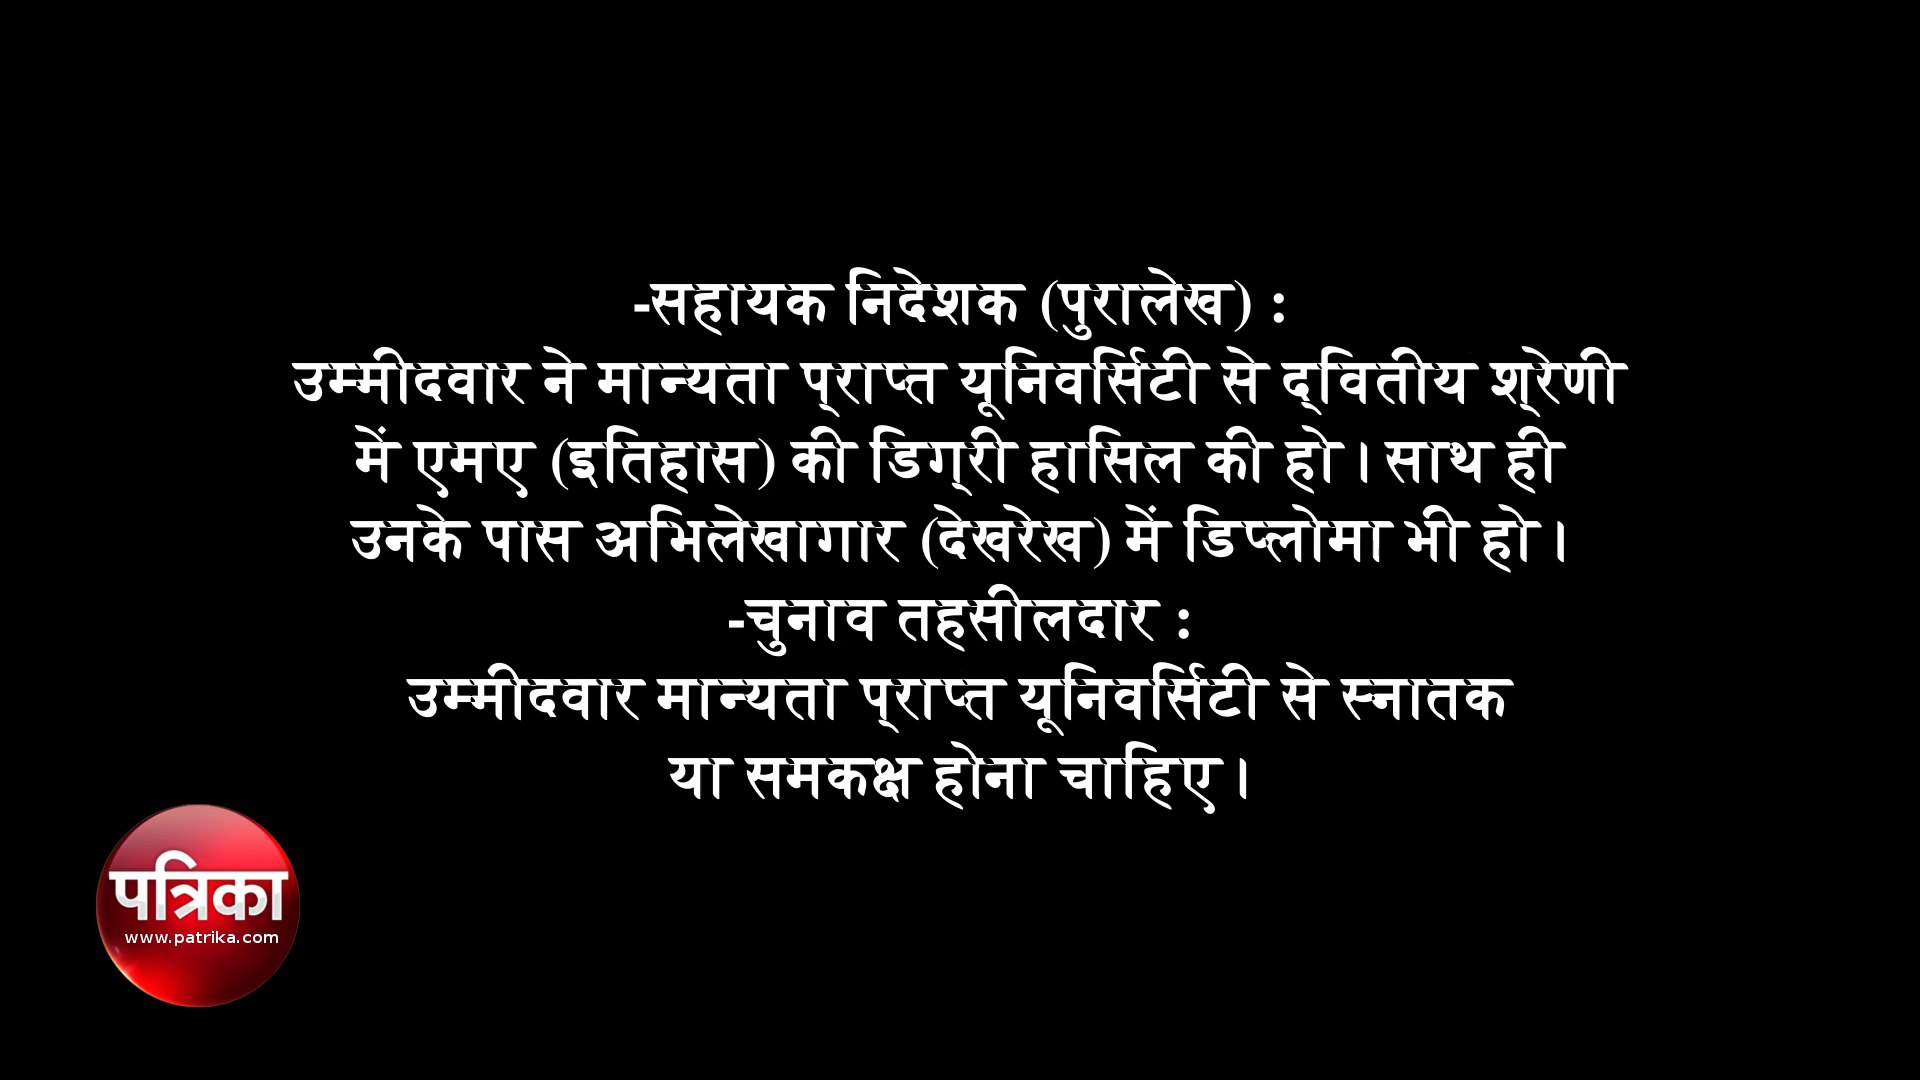 -सहायक निदेशक (पुरालेख) :
उम्मीदवार ने मान्यता प्राप्त यूनिवर्सिटी से द्वितीय श्रेणी
में एमए (इतिहास) की डिग्री हासिल की हो। साथ ही
उनके पास अभिलेखागार (देखरेख) में डिप्लोमा भी हो।
-चुनाव तहसीलदार :
उम्मीदवार मान्यता प्राप्त यूनिवर्सिटी से स्नातक
या समकक्ष होना चाहिए।
पत्रिका
www.patrika.com